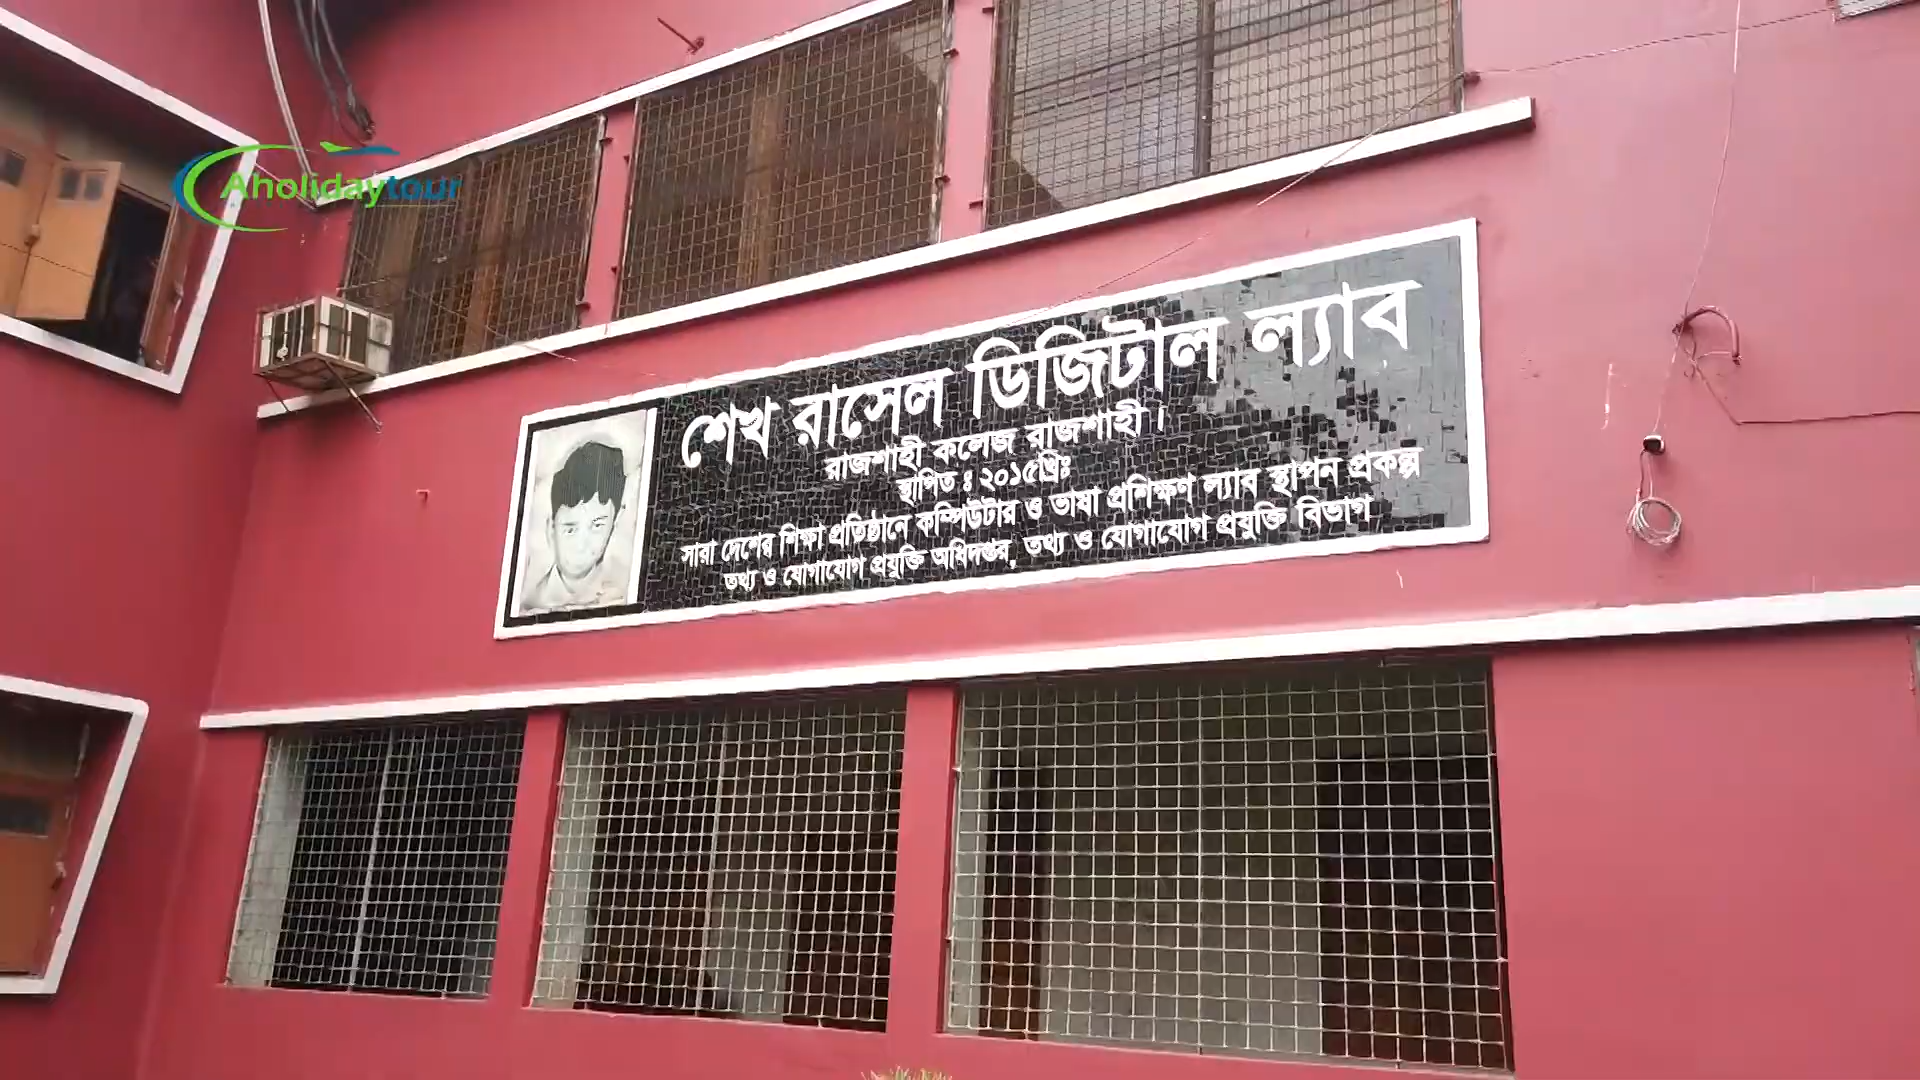 Aholidaytour
শেখ রাসেল ডিজিটাল ল্যাব
রাজশাহী কলেজ রাজশাহী।
স্থাপিত ঃ ২০১৫খ্রিঃ
সারা দেশের শিক্ষা প্রতিষ্ঠানে কম্পিউটার ও ভাষা প্রশিক্ষণ ল্যাব স্থাপন প্রকল্প
তথ্য ও যোগাযোগ প্রযুক্তি অধিদপ্তর, তথ্য ও যোগাযোগ প্রযুক্তি বিভাগ